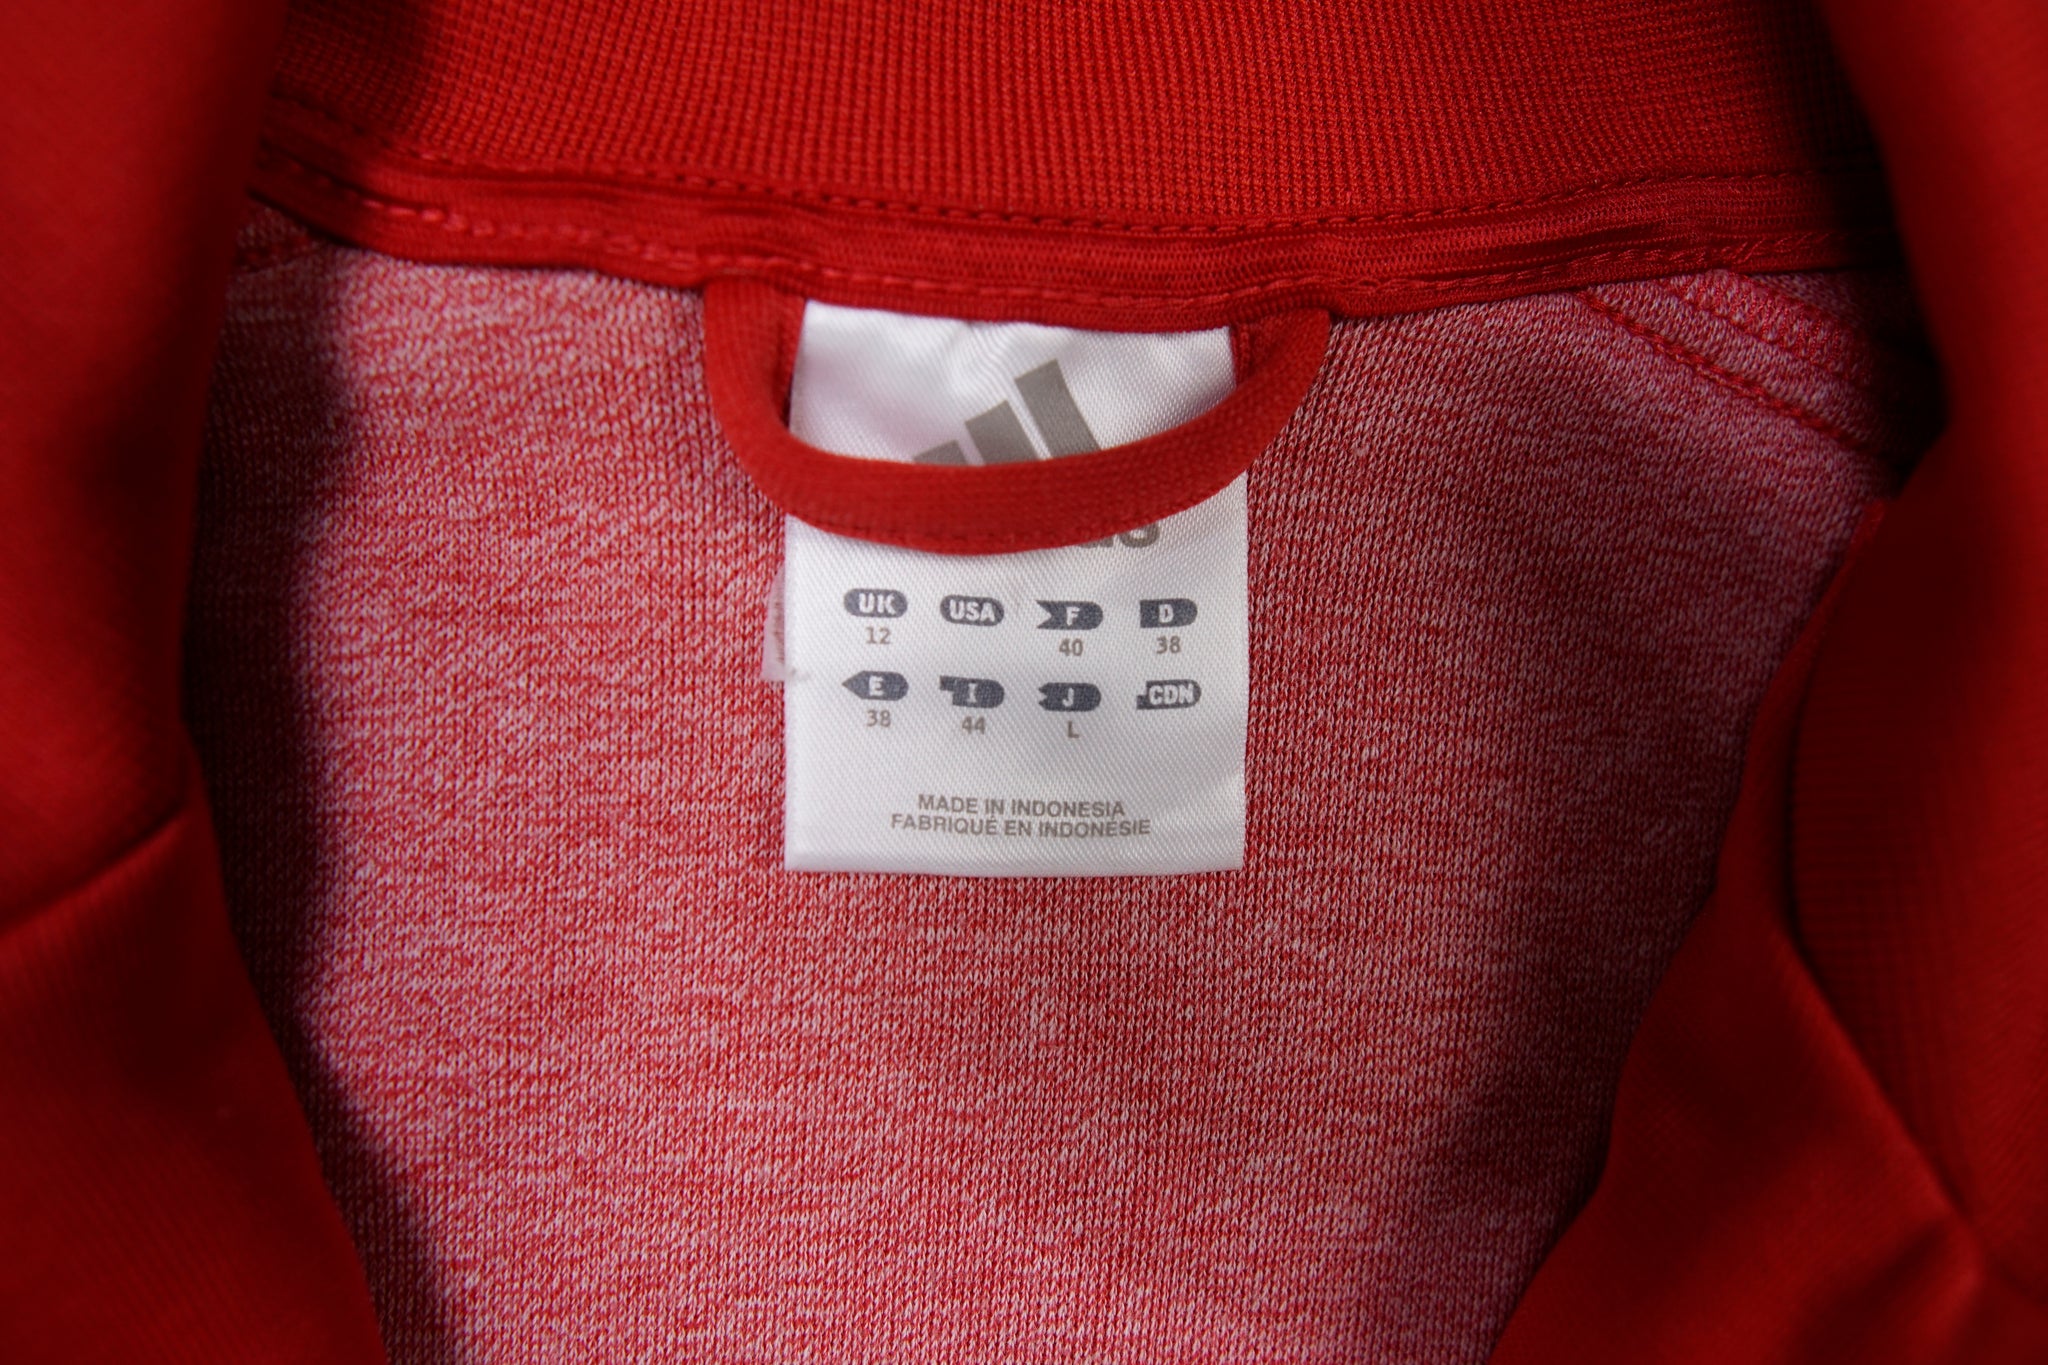 UK USA F D
12 40 38
E I J CDN
38 44 L
MADE IN INDONESIA
FABRIQUÉ EN INDONÉSIE